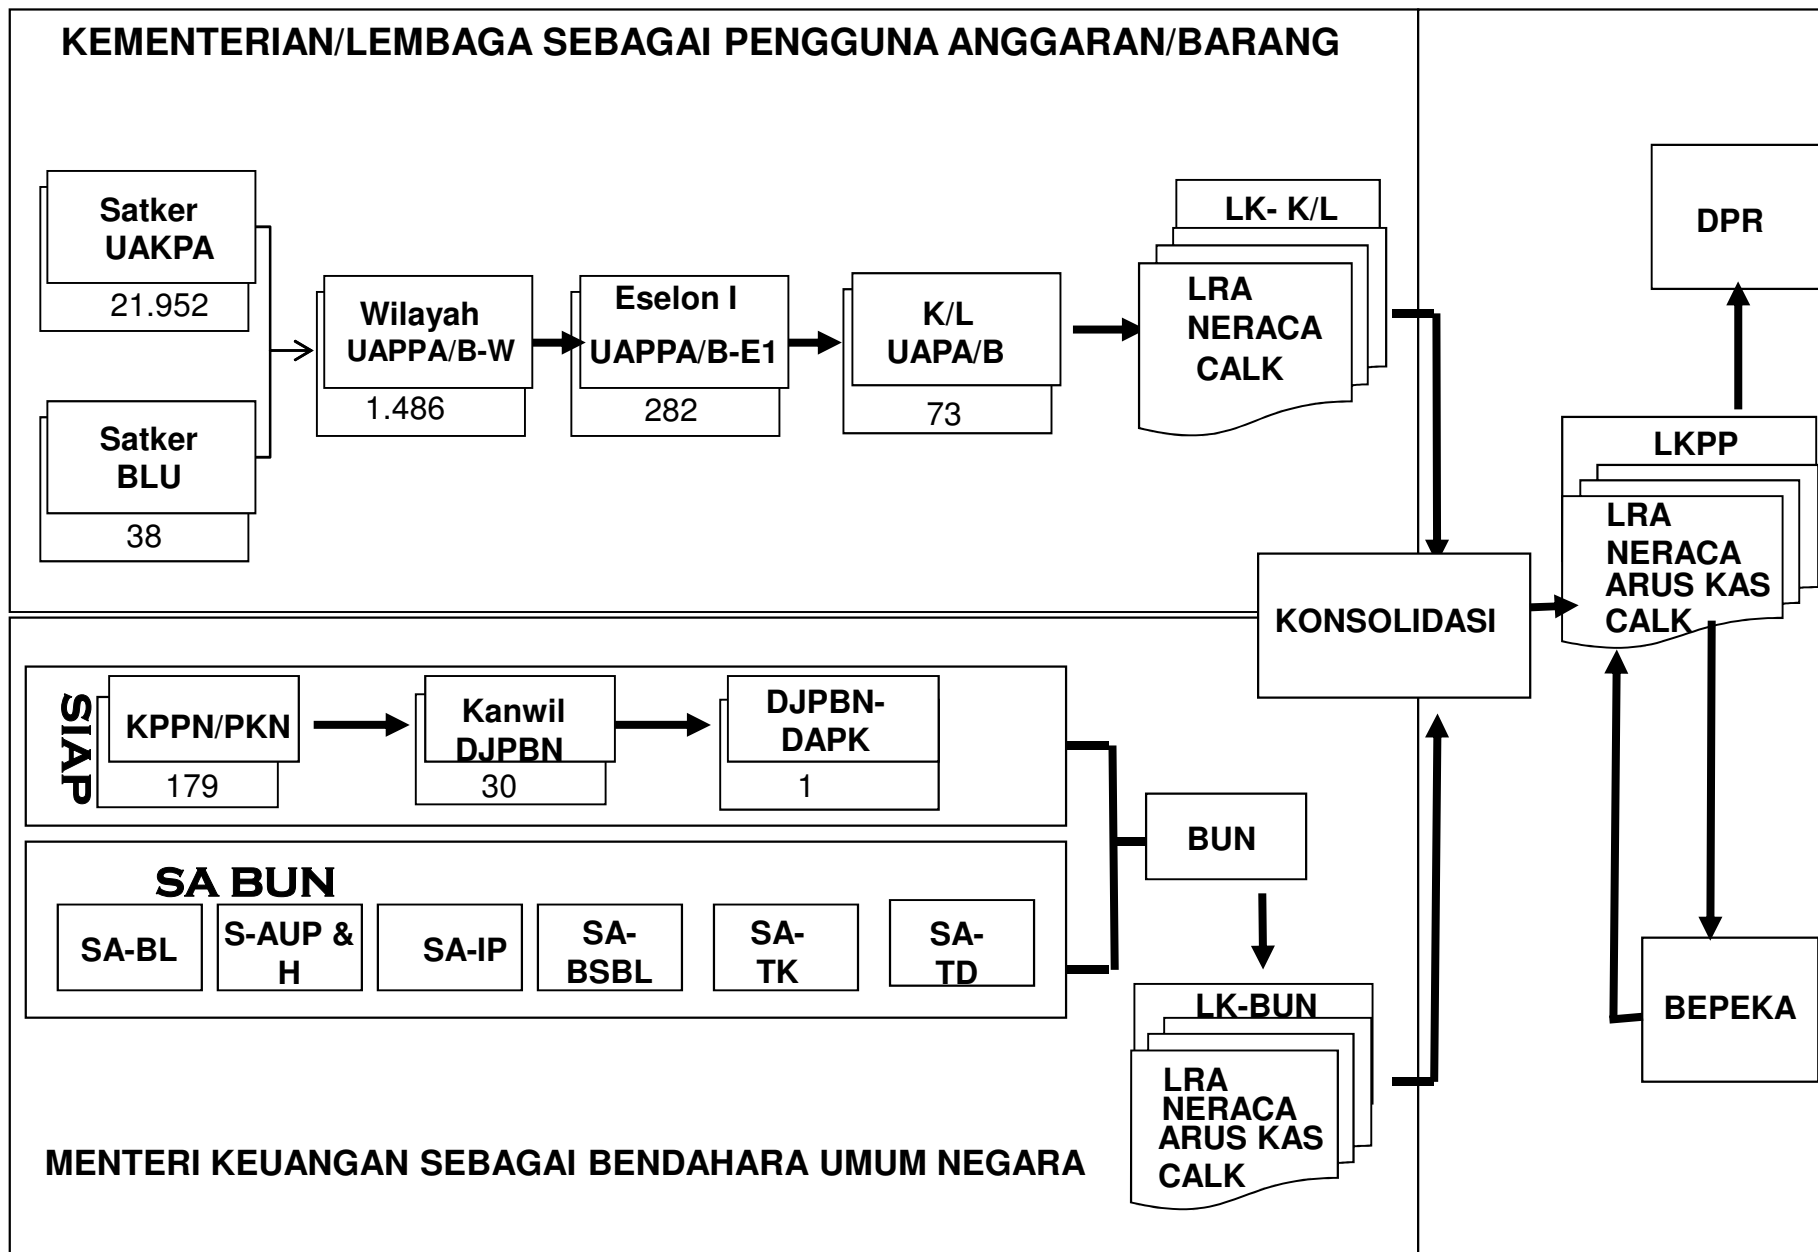 KEMENTERIAN/LEMBAGA SEBAGAI PENGGUNA ANGGARAN/BARANG
Satker
UAKPA
21.952
Satker
BLU
38
Wilayah
UAPPA/B-W
1.486
Eselon I
UAPPA/B-E1
282
K/L
UAPA/B
73
LK- K/L
LRA
NERACA
CALK
DPR
LKPP
LRA
NERACA
ARUS KAS
CALK
KONSOLIDASI
SIAP
KPPN/PKN
179
Kanwil
DJPBN
30
DJPBN-
DAPK
1
BUN
SA BUN
SA-BL
S-AUP &
H
SA-IP
SA-
BSBL
SA-
TK
SA-
TD
LK-BUN
LRA
NERACA
ARUS KAS
CALK
BEPEKA
MENTERI KEUANGAN SEBAGAI BENDAHARA UMUM NEGARA